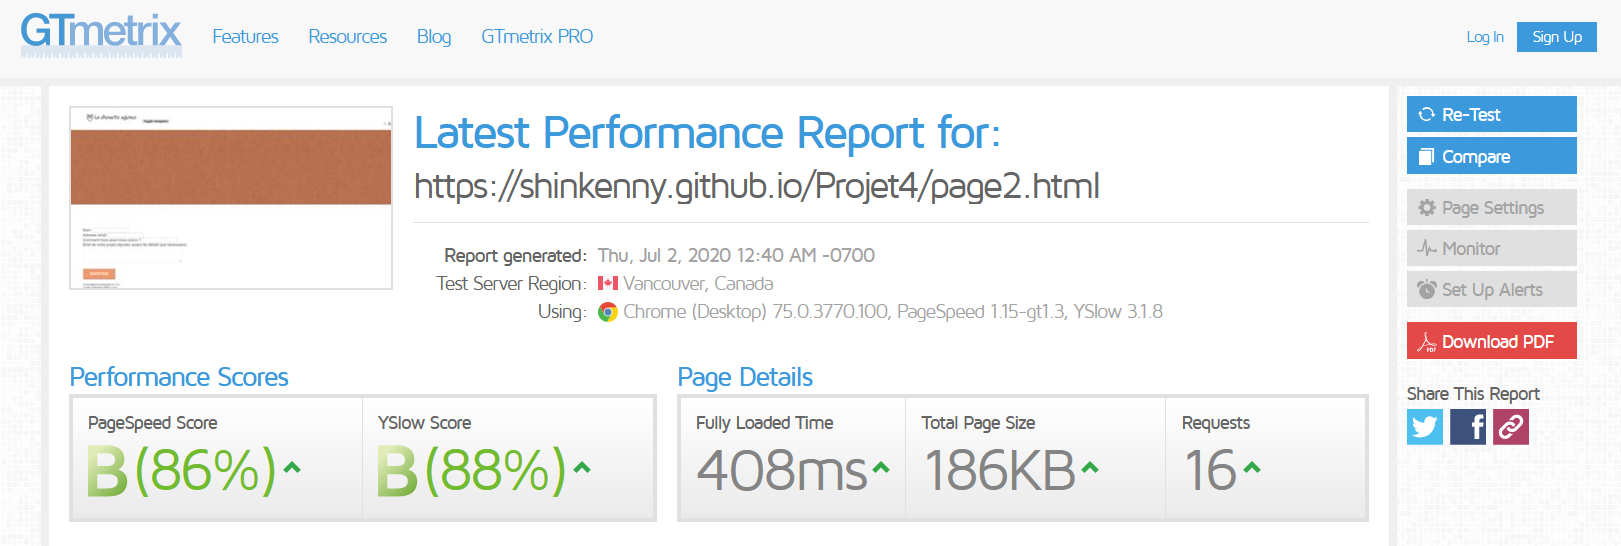 GTmetrix
Features Resources Blog GTmetrix PRO
Log In Sign Up
La chouette agence
Latest Performance Report for:
https://shinkenny.github.io/Projet4/page2.html
Report generated: Thu, Jul 2, 2020 12:40 AM -0700
Test Server Region: Vancouver, Canada
Using: Chrome (Desktop) 75.0.3770.100, PageSpeed 1.15-gt1.3, YSlow 3.1.8
Re-Test
Compare
Page Settings
Monitor
Set Up Alerts
PDF Download PDF
Share This Report
Performance Scores
PageSpeed Score
B (86%)
YSlow Score
B (88%)
Page Details
Fully Loaded Time
408ms
Total Page Size
186KB
Requests
16